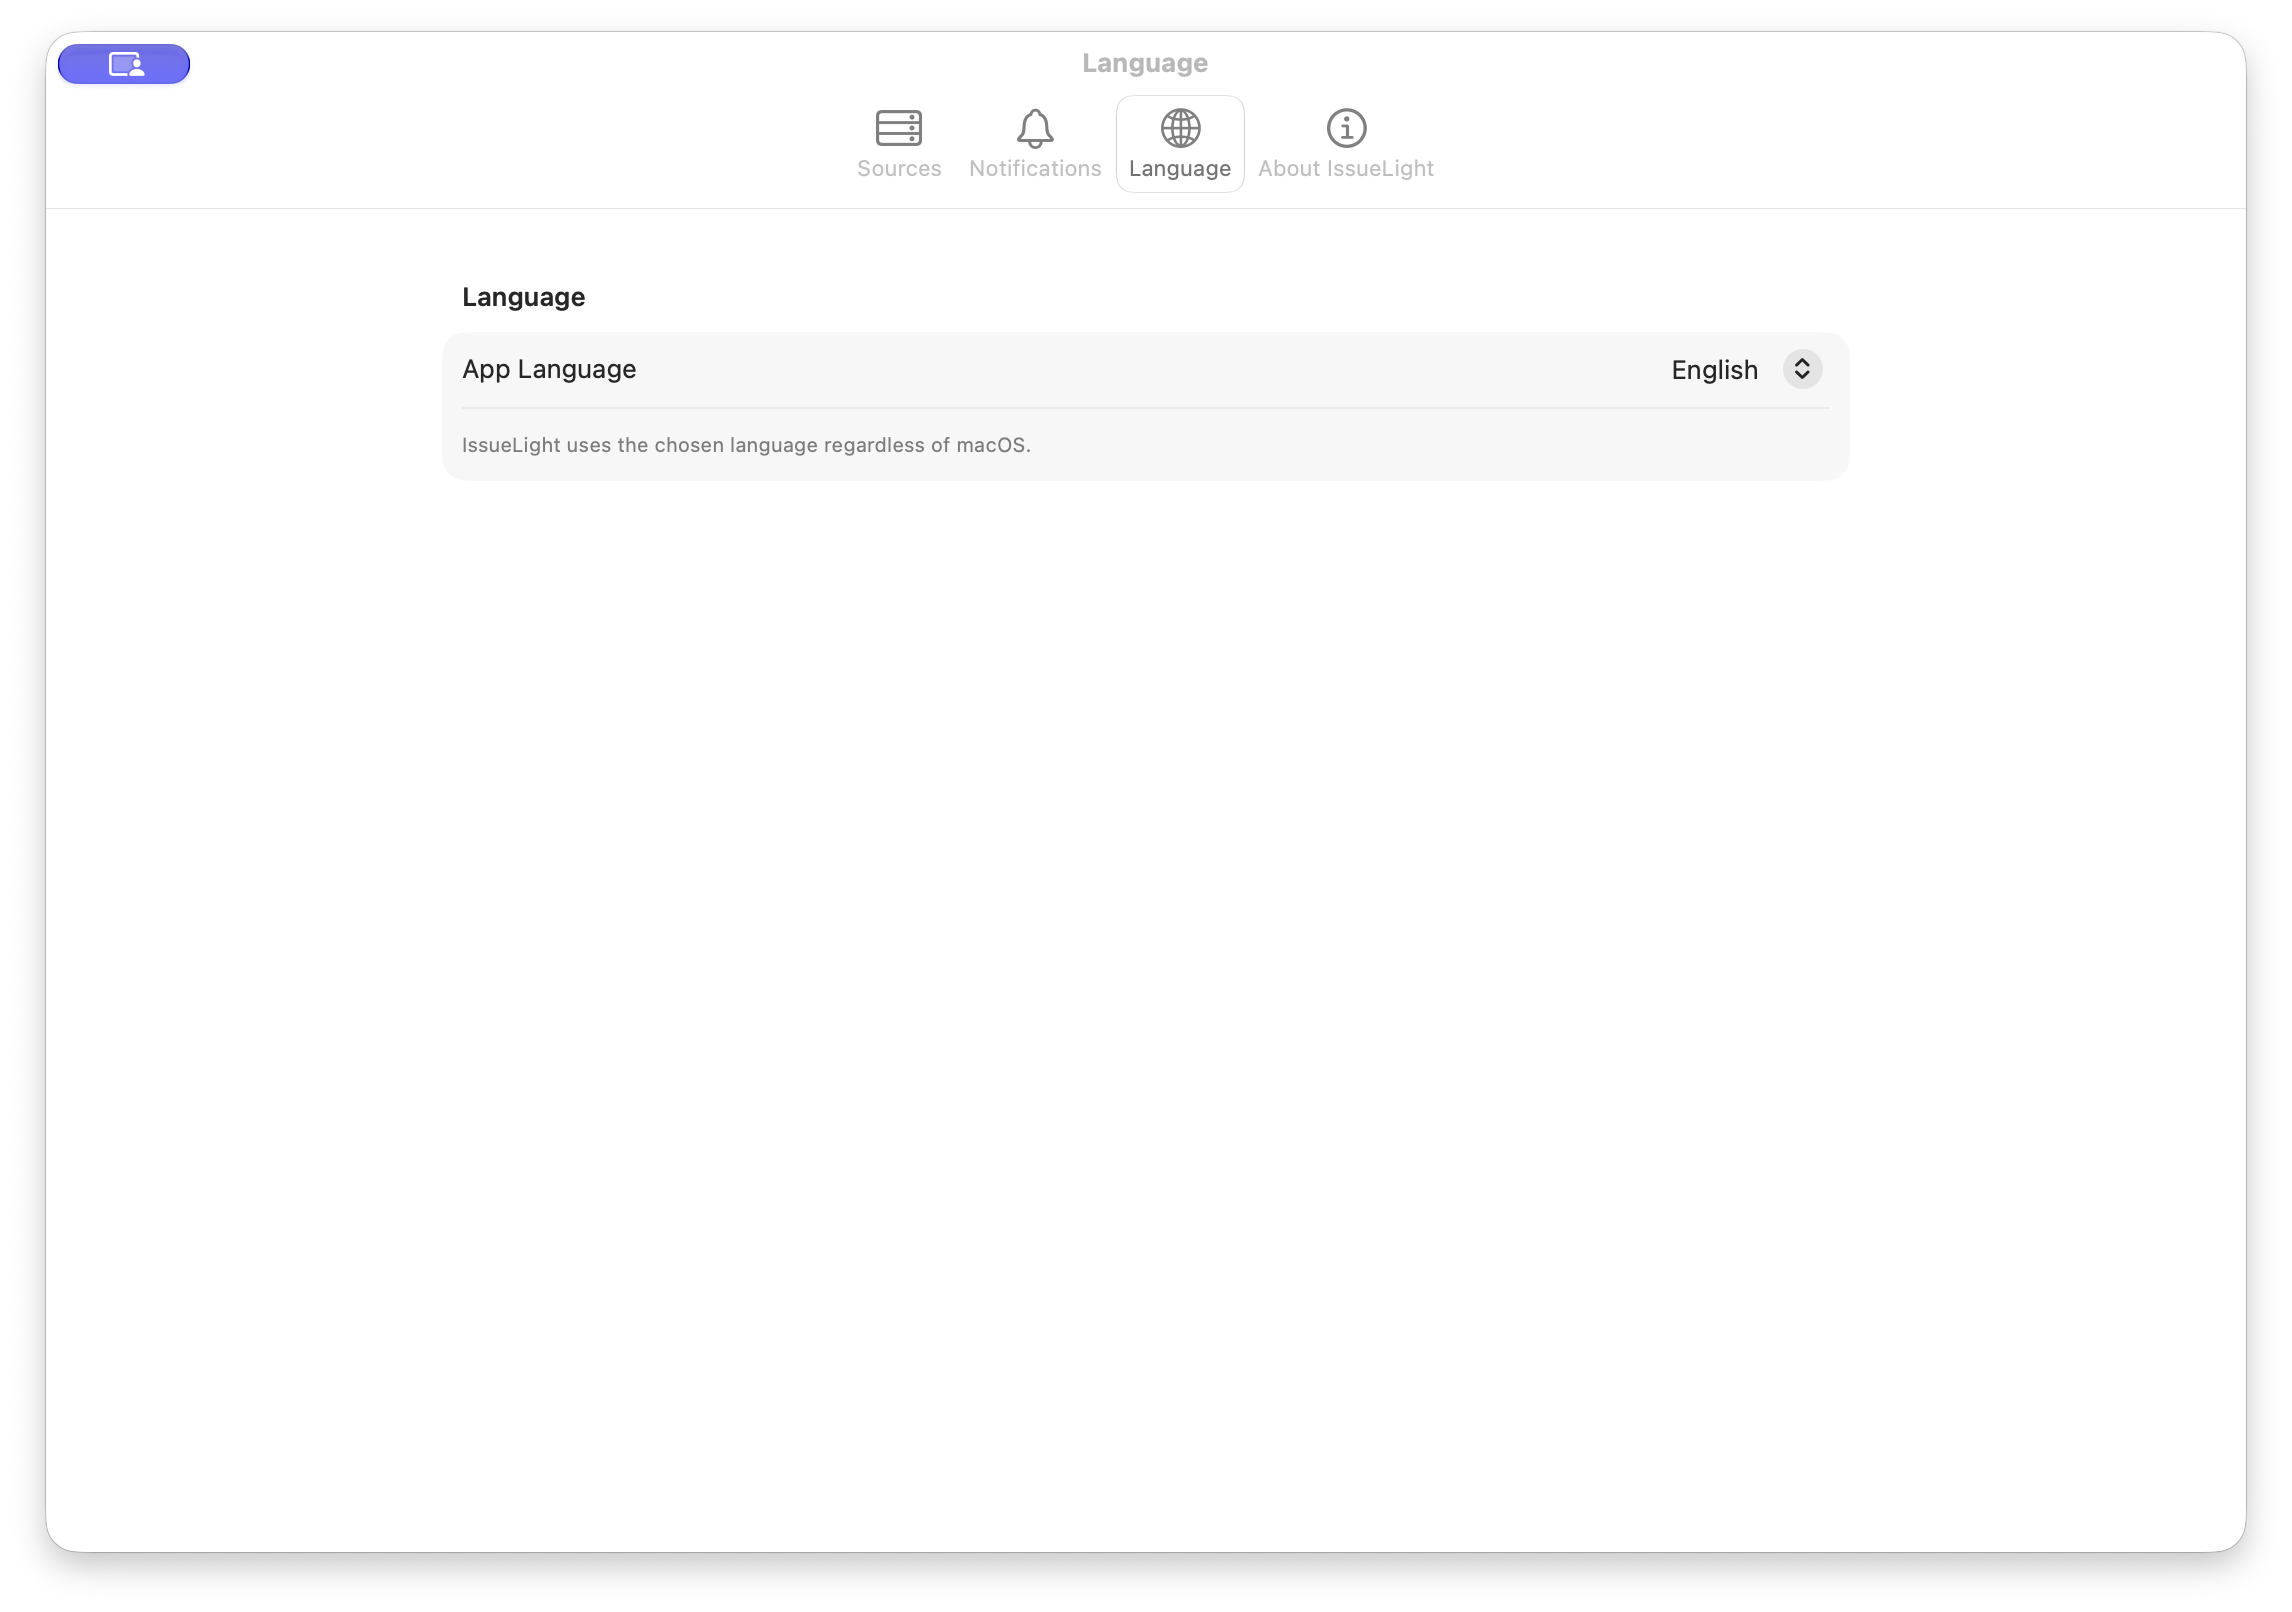 Language
Sources
Notifications
Language
About IssueLight
Language
App Language
English
IssueLight uses the chosen language regardless of macOS.